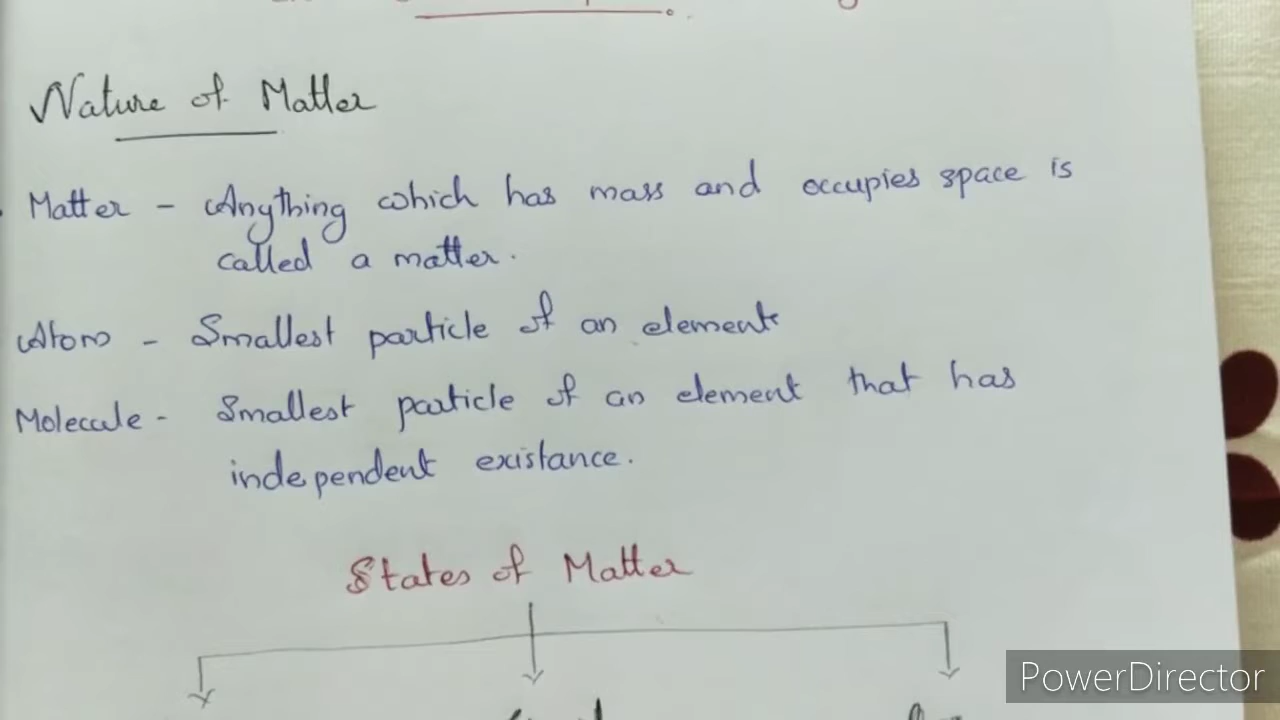 Nature of Matter
Matter - Anything which has mass and occupies space is
called a matter.
Atom - Smallest particle of an element
Molecule - Smallest particle of an element that has
independent existance.
States of Matter
PowerDirector